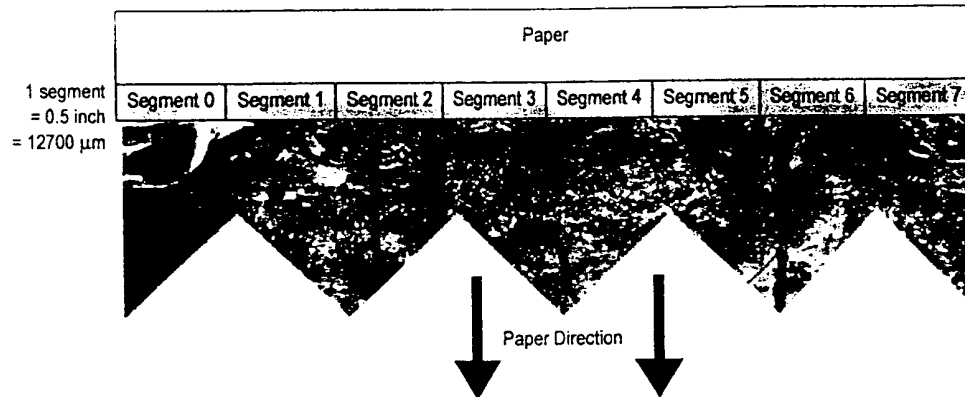 Paper
1 segment
= 0.5 inch
= 12700 µm
Segment 0 Segment 1 Segment 2 Segment 3 Segment 4 Segment 5 Segment 6 Segment 7
Paper Direction